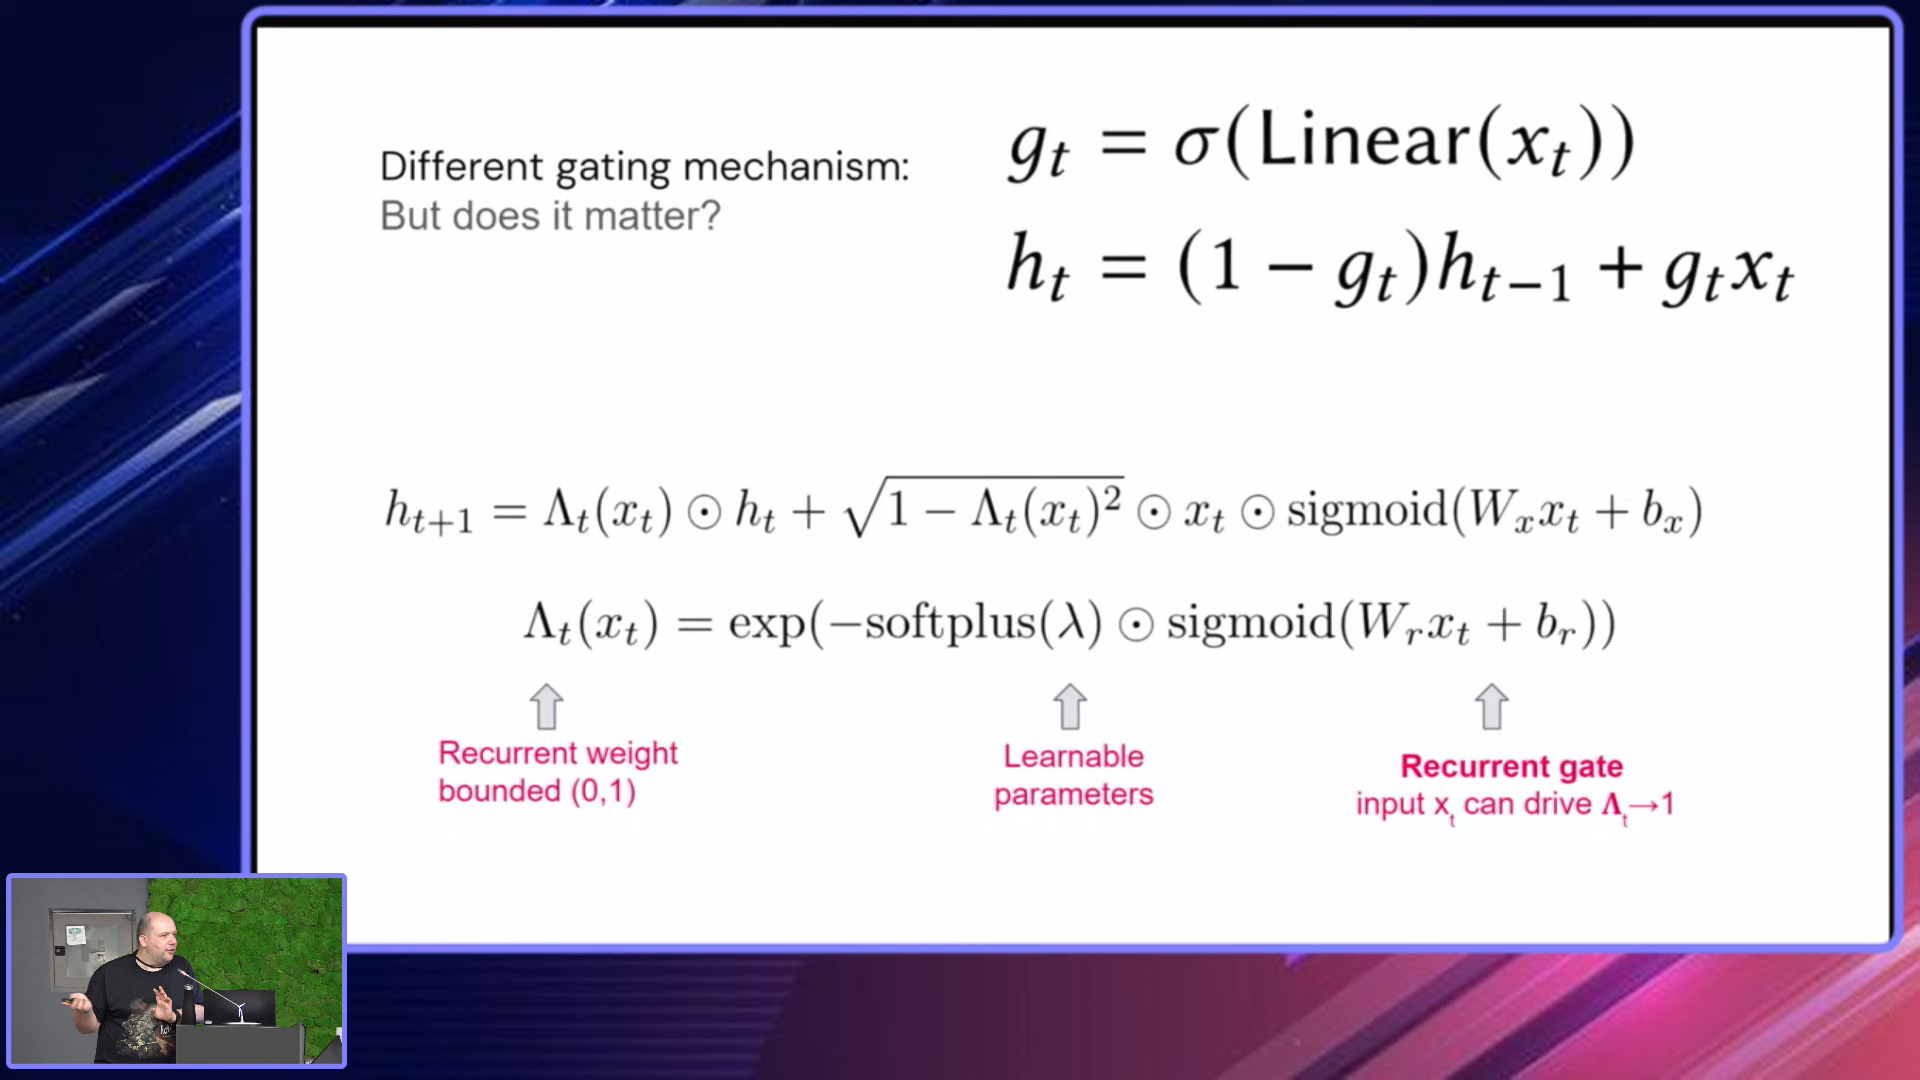 Different gating mechanism:
But does it matter?
g_t = σ(Linear(x_t))
h_t = (1 − g_t)h_{t−1} + g_t x_t
h_{t+1} = Λ_t(x_t) ⊙ h_t + √(1 − Λ_t(x_t)²) ⊙ x_t ⊙ sigmoid(W_x x_t + b_x)
Λ_t(x_t) = exp(−softplus(λ) ⊙ sigmoid(W_r x_t + b_r))
Recurrent weight
bounded (0,1)
Learnable
parameters
Recurrent gate
input x_t can drive Λ_t→1